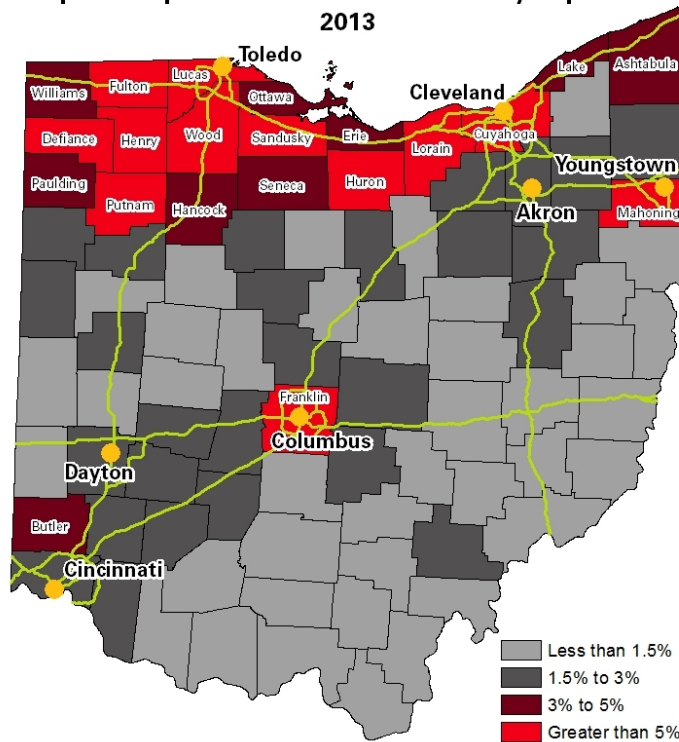 2013
Toledo
Lucas
Lake
Ashtabula
Fulton
Williams
Ottawa
Cleveland
Defiance
Henry
Wood
Sandusky
Erie
Cuyahoga
Lorain
Youngstown
Paulding
Seneca
Huron
Putnam
Hancock
Akron
Mahoning
Franklin
Columbus
Dayton
Butler
Cincinnati
Less than 1.5%
1.5% to 3%
3% to 5%
Greater than 5%